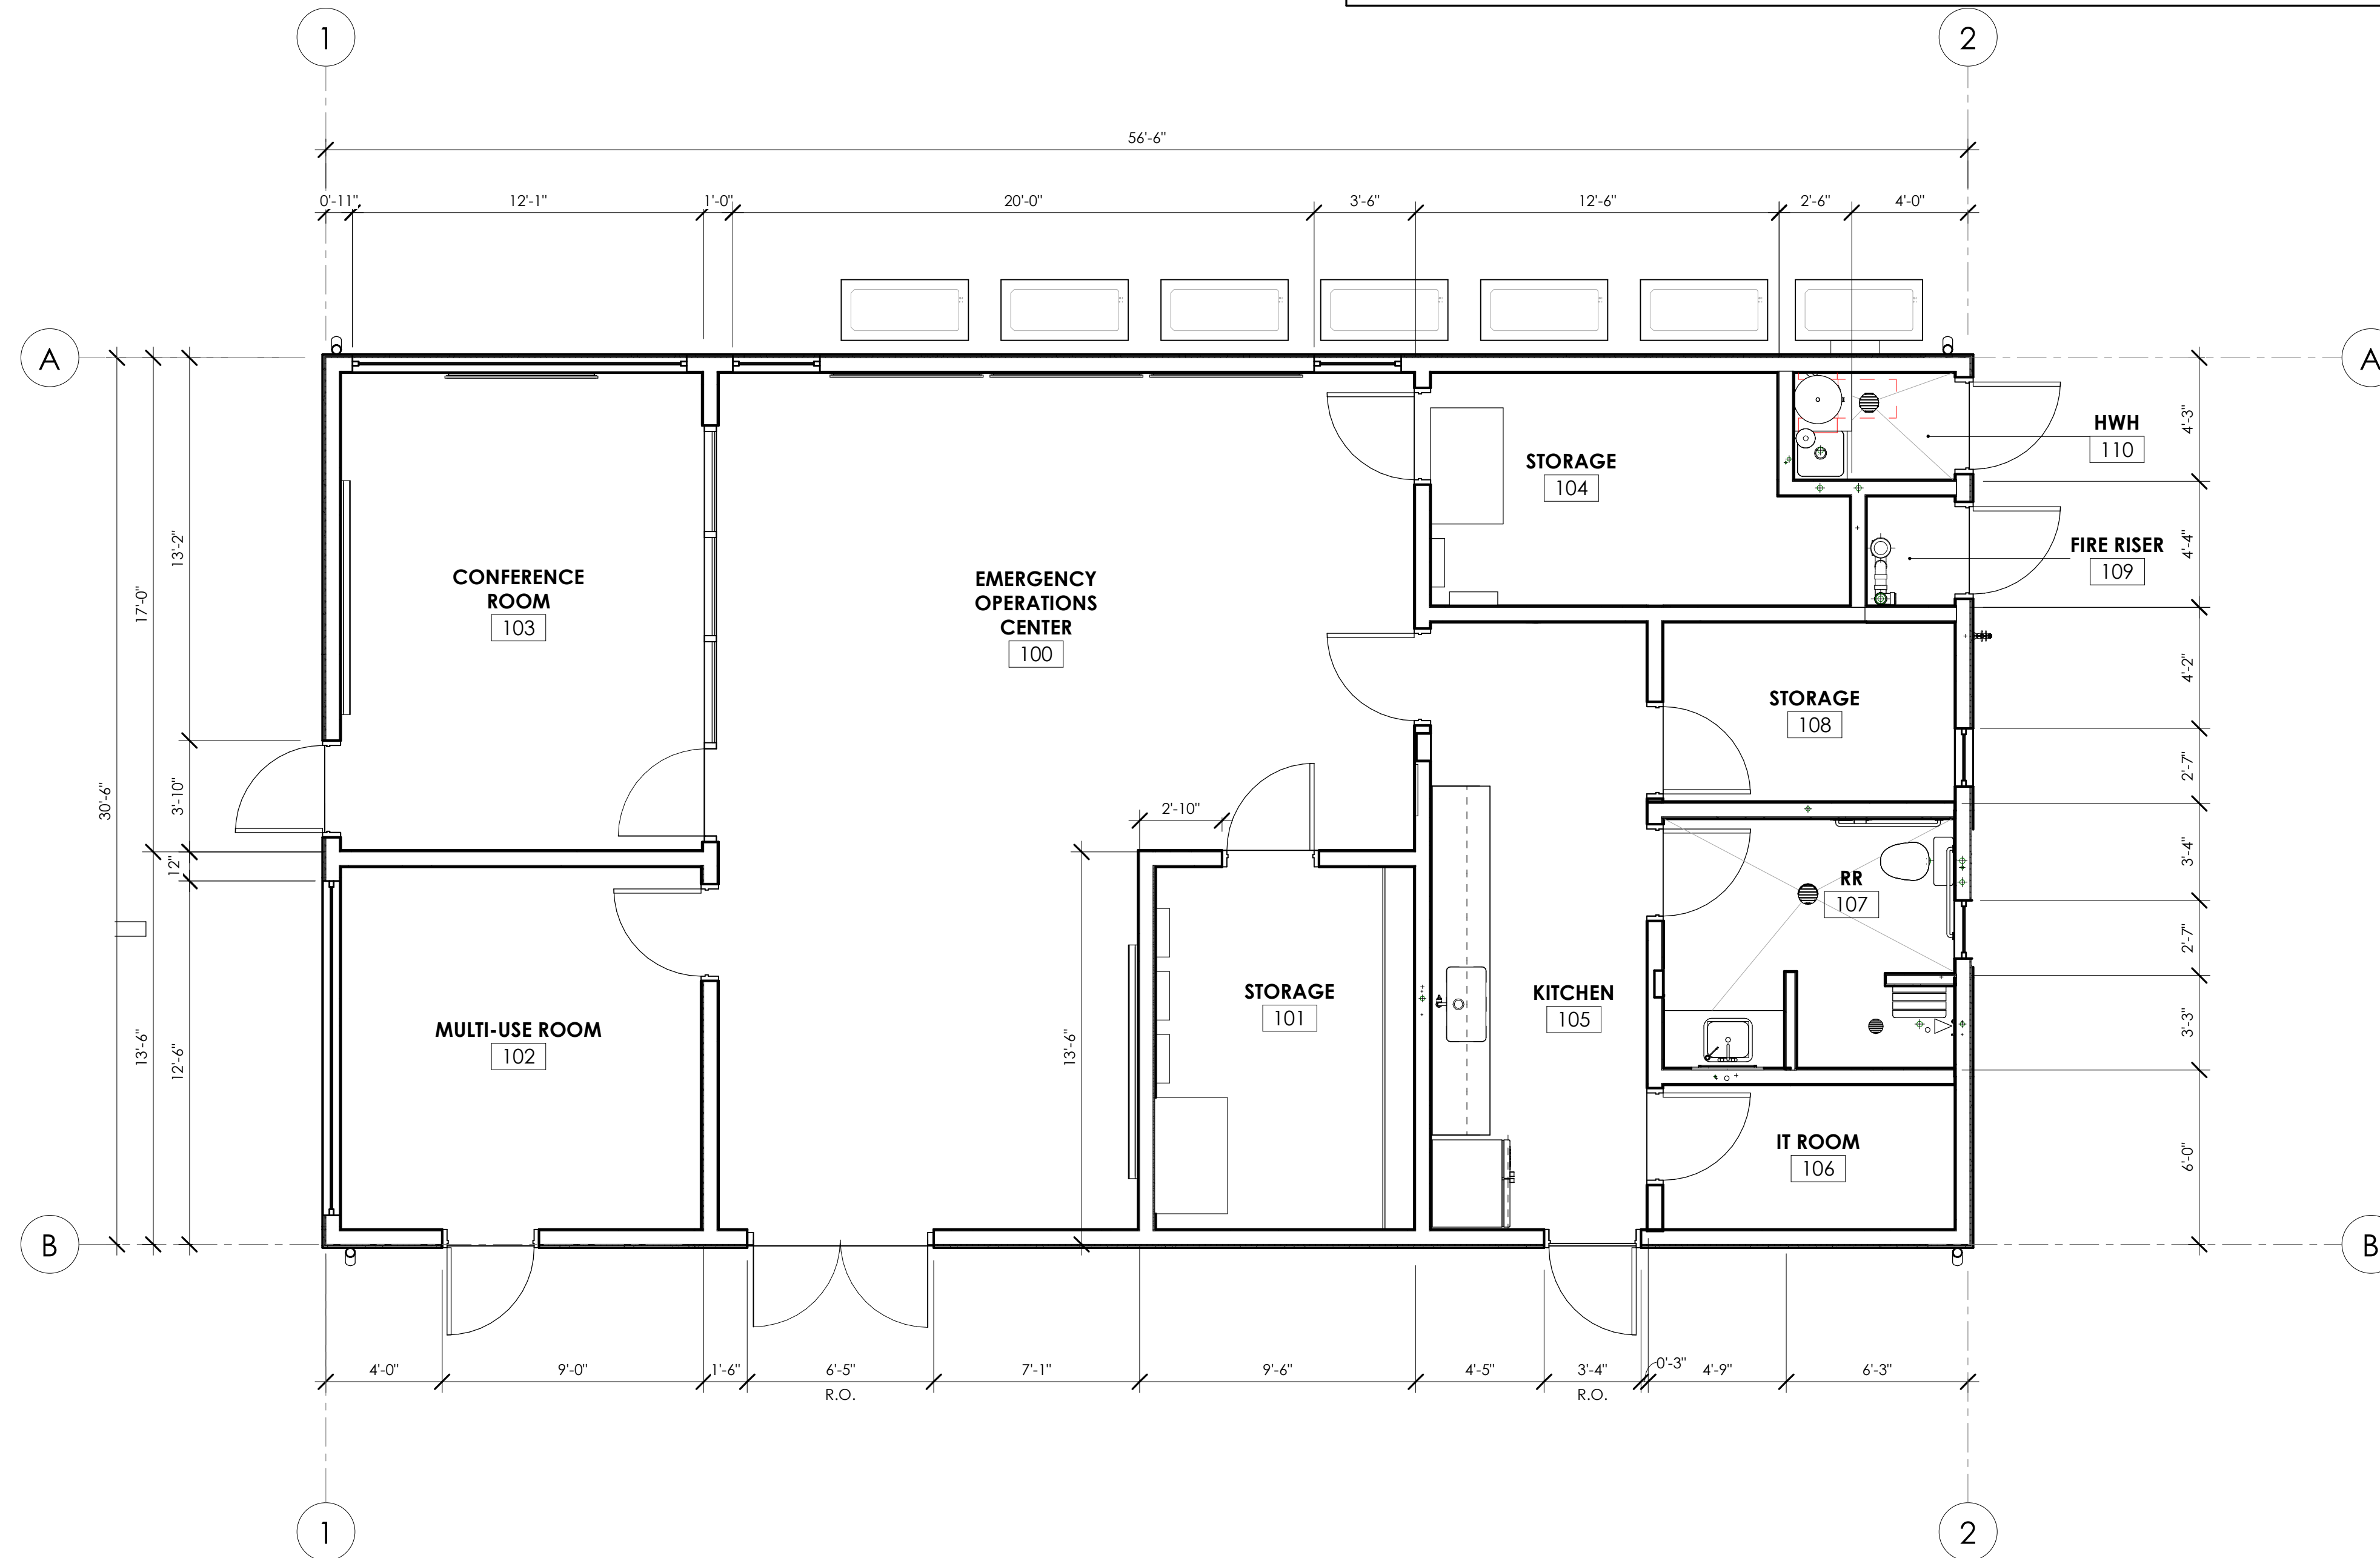 1
2
56'-6"
0'-11"
12'-1"
1'-0"
20'-0"
3'-6"
12'-6"
2'-6"
4'-0"
A
A
HWH
110
4'-3"
STORAGE
104
FIRE RISER
109
4'-4"
13'-2"
17'-0"
CONFERENCE
ROOM
103
EMERGENCY
OPERATIONS
CENTER
100
4'-2"
STORAGE
108
2'-7"
30'-6"
3'-10"
2'-10"
12"
3'-4"
RR
107
2'-7"
STORAGE
101
KITCHEN
105
3'-3"
MULTI-USE ROOM
102
13'-6"
12'-6"
13'-6"
IT ROOM
106
6'-0"
B
B
4'-0"
9'-0"
1'-6"
6'-5"
R.O.
7'-1"
9'-6"
4'-5"
3'-4"
R.O.
0'-3"
4'-9"
6'-3"
1
2